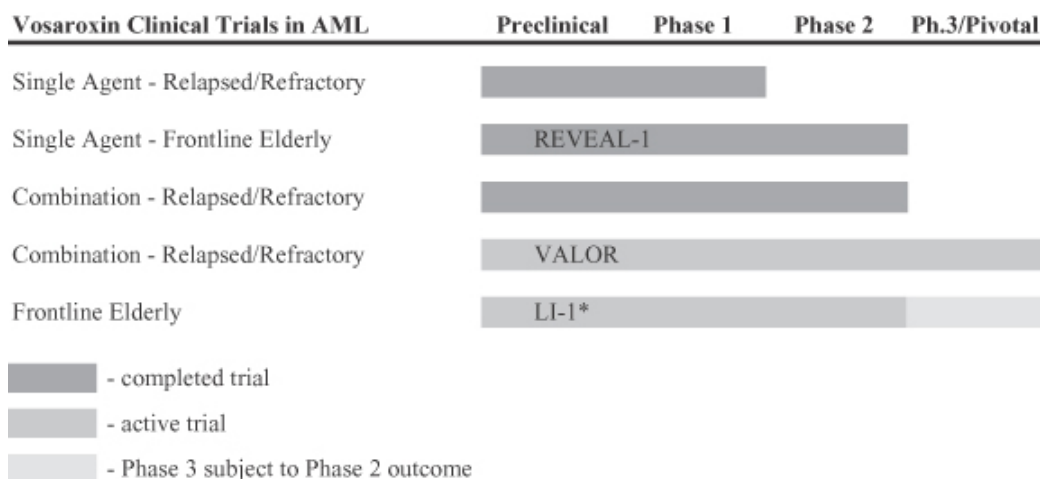 Vosaroxin Clinical Trials in AML Preclinical Phase 1 Phase 2 Ph.3/Pivotal
Single Agent - Relapsed/Refractory
Single Agent - Frontline Elderly REVEAL-1
Combination - Relapsed/Refractory
Combination - Relapsed/Refractory VALOR
Frontline Elderly LI-1*
- completed trial
- active trial
- Phase 3 subject to Phase 2 outcome